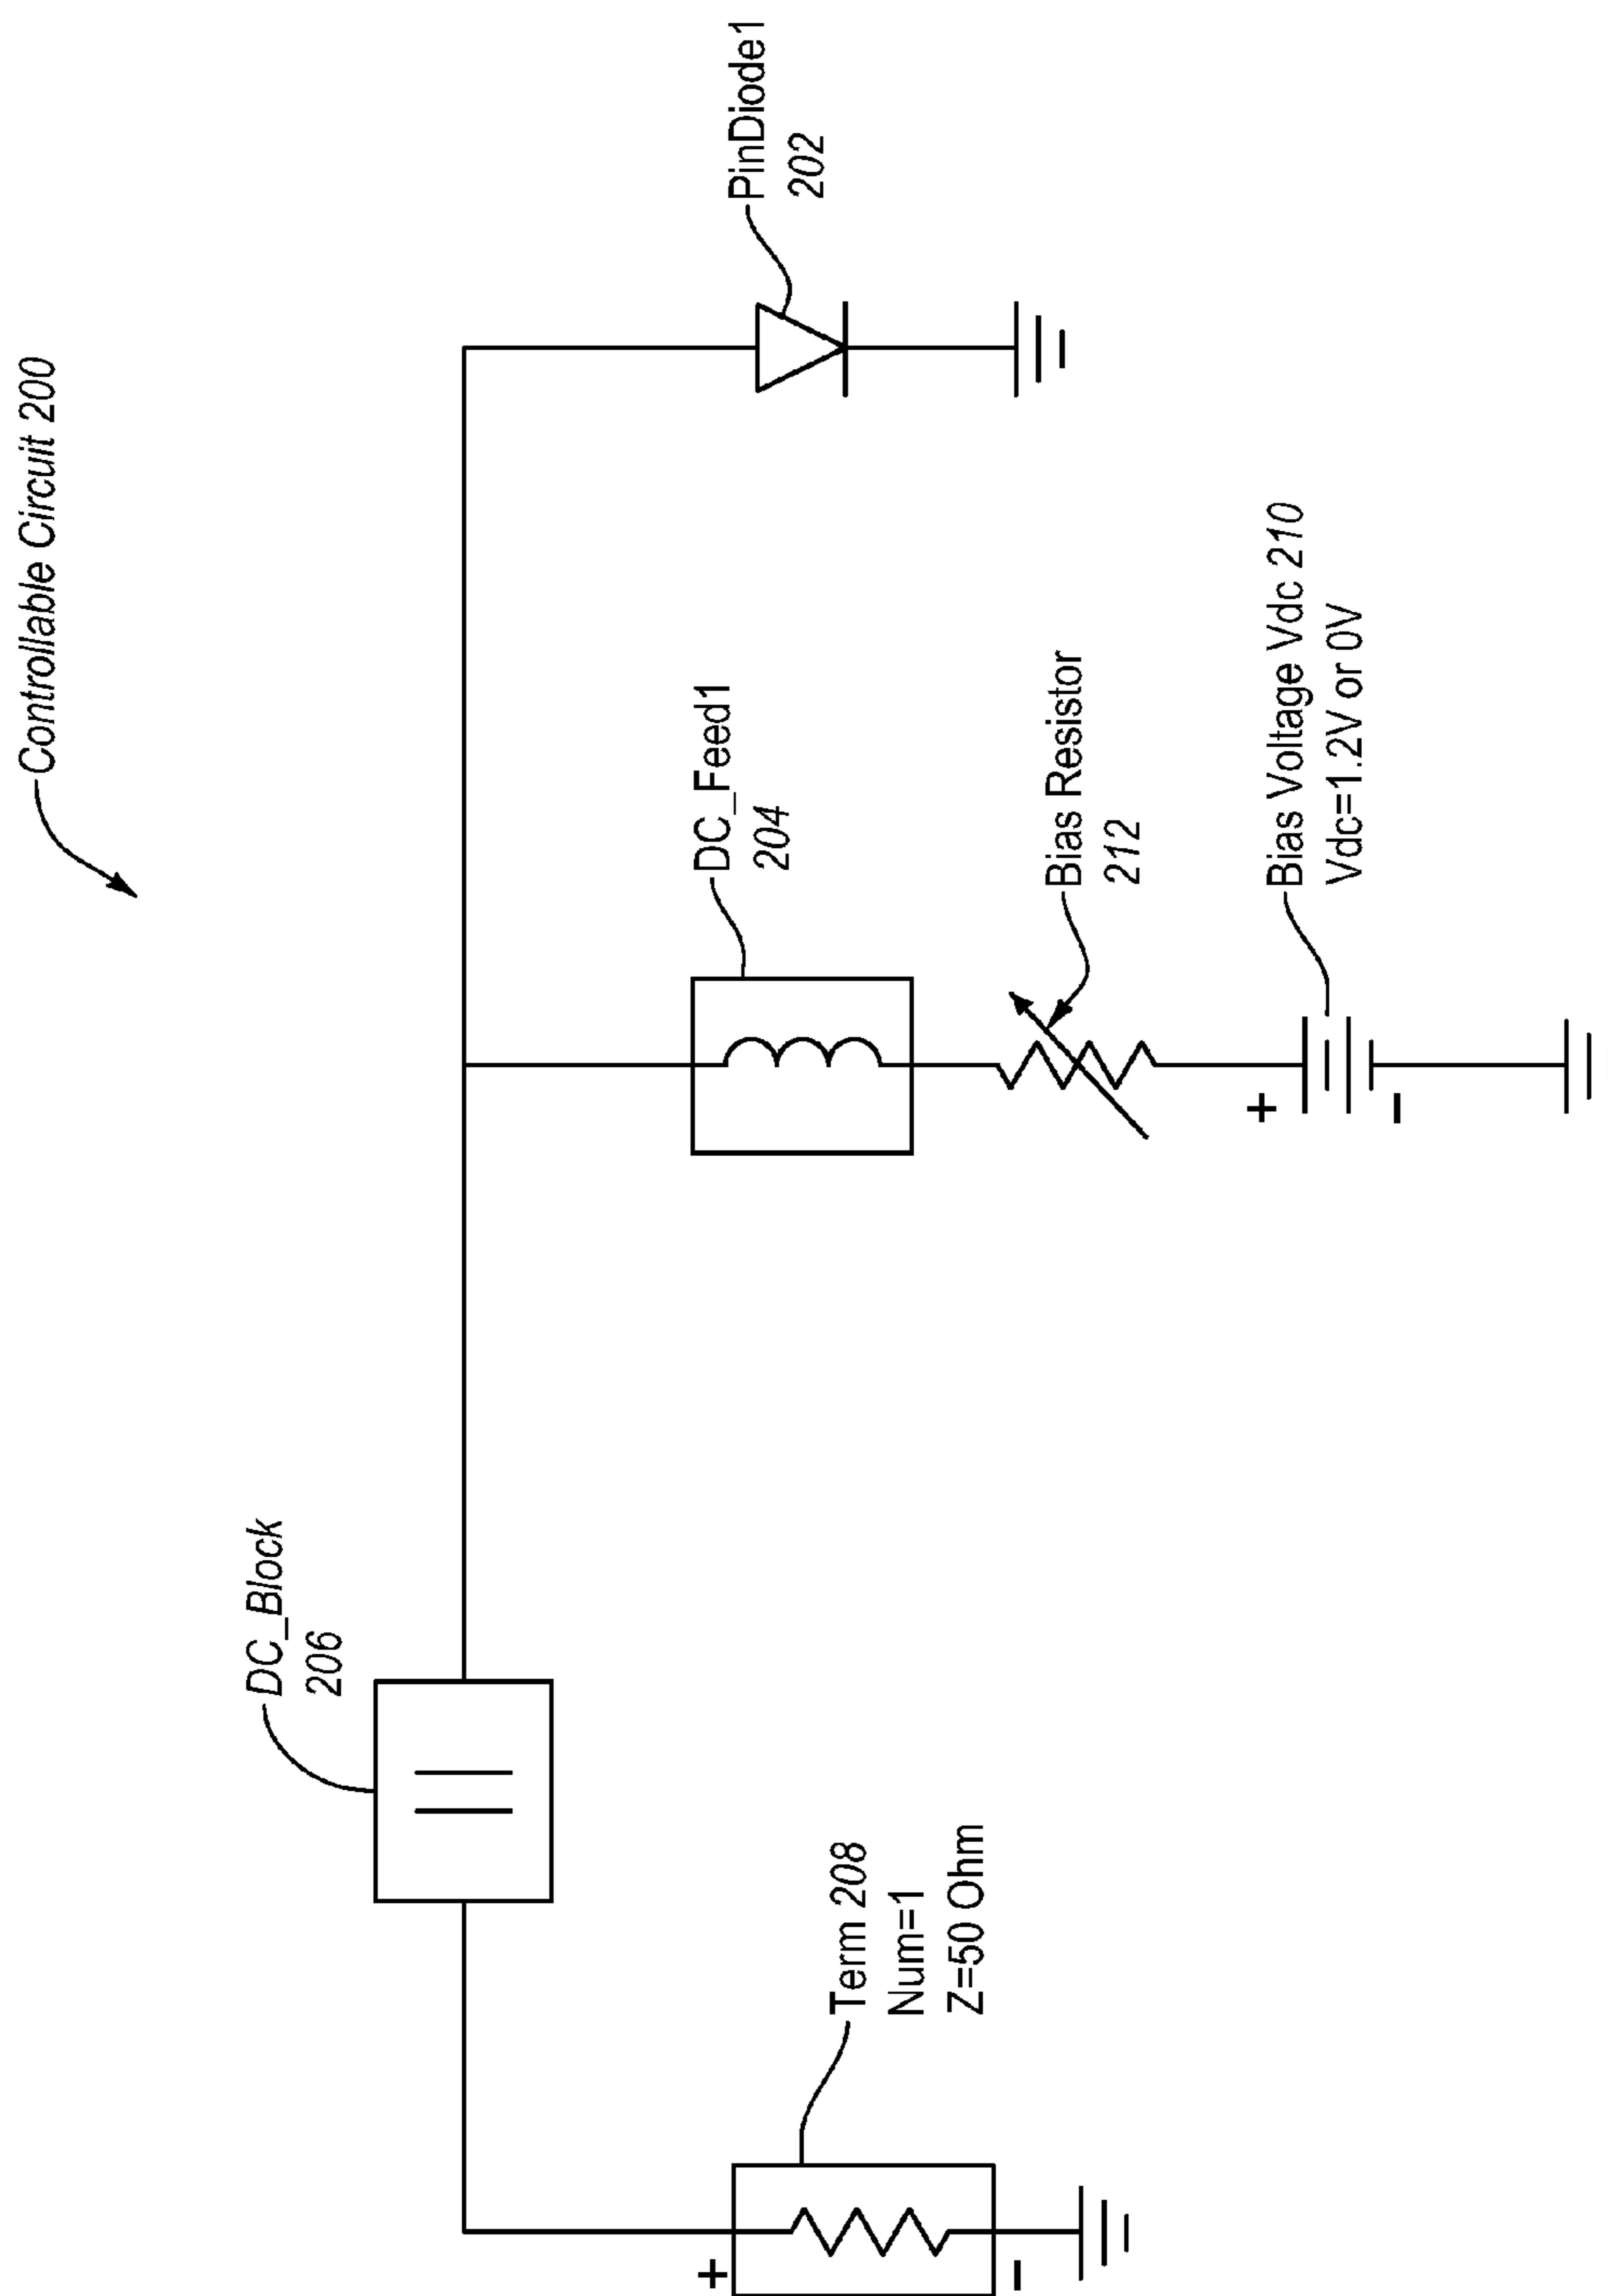 Controllable Circuit 200
DC_Block
206
Term 208
Num=1
Z=50 Ohm
+
−
DC_Feed1
204
Bias Resistor
212
+
−
Bias Voltage Vdc 210
Vdc=1.2V or 0V
PinDiode1
202